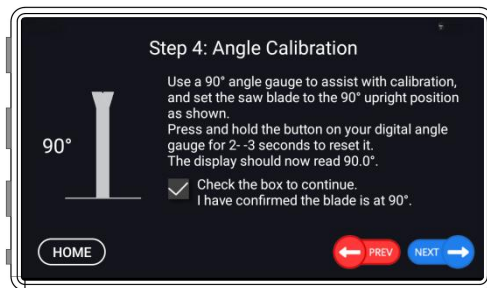 Step 4: Angle Calibration
Use a 90° angle gauge to assist with calibration,
and set the saw blade to the 90° upright position
as shown.
Press and hold the button on your digital angle
gauge for 2- -3 seconds to reset it.
The display should now read 90.0°.
90°
Check the box to continue.
I have confirmed the blade is at 90°.
HOME
PREV
NEXT